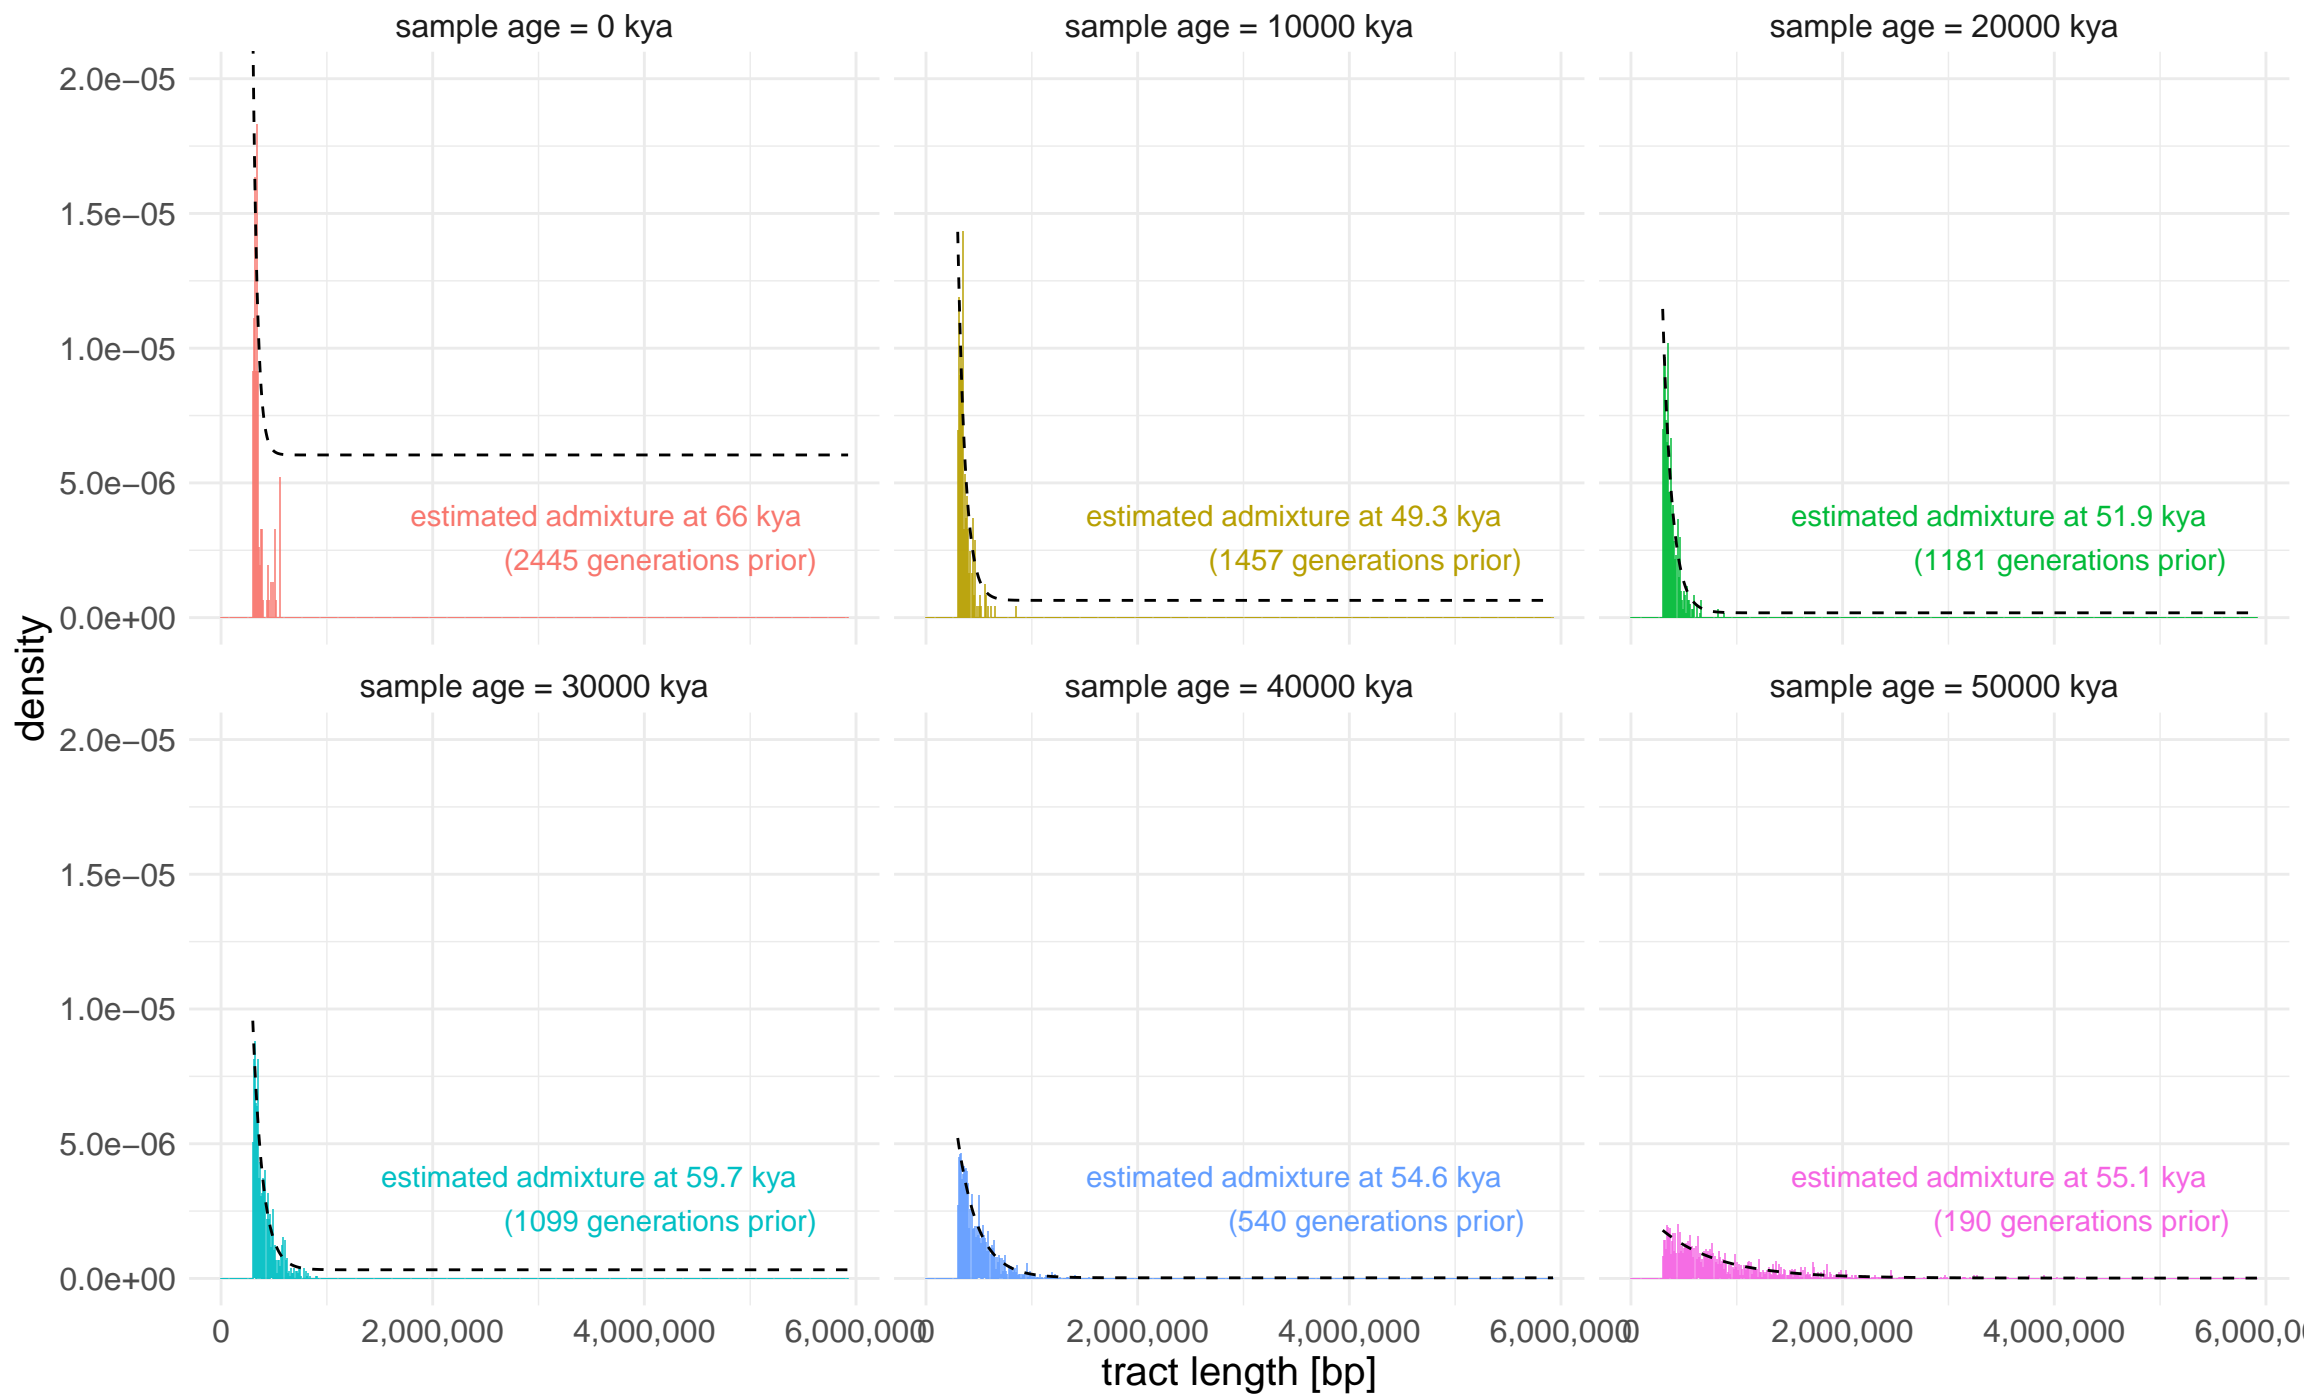 sample age = 0 kya
sample age = 10000 kya
sample age = 20000 kya
2.0e−05
1.5e−05
1.0e−05
5.0e−06
0.0e+00
estimated admixture at 66 kya
(2445 generations prior)
estimated admixture at 49.3 kya
(1457 generations prior)
estimated admixture at 51.9 kya
(1181 generations prior)
density
sample age = 30000 kya
sample age = 40000 kya
sample age = 50000 kya
2.0e−05
1.5e−05
1.0e−05
5.0e−06
0.0e+00
estimated admixture at 59.7 kya
(1099 generations prior)
estimated admixture at 54.6 kya
(540 generations prior)
estimated admixture at 55.1 kya
(190 generations prior)
0 2,000,000 4,000,000 6,000,000
0 2,000,000 4,000,000 6,000,000
0 2,000,000 4,000,000
tract length [bp]